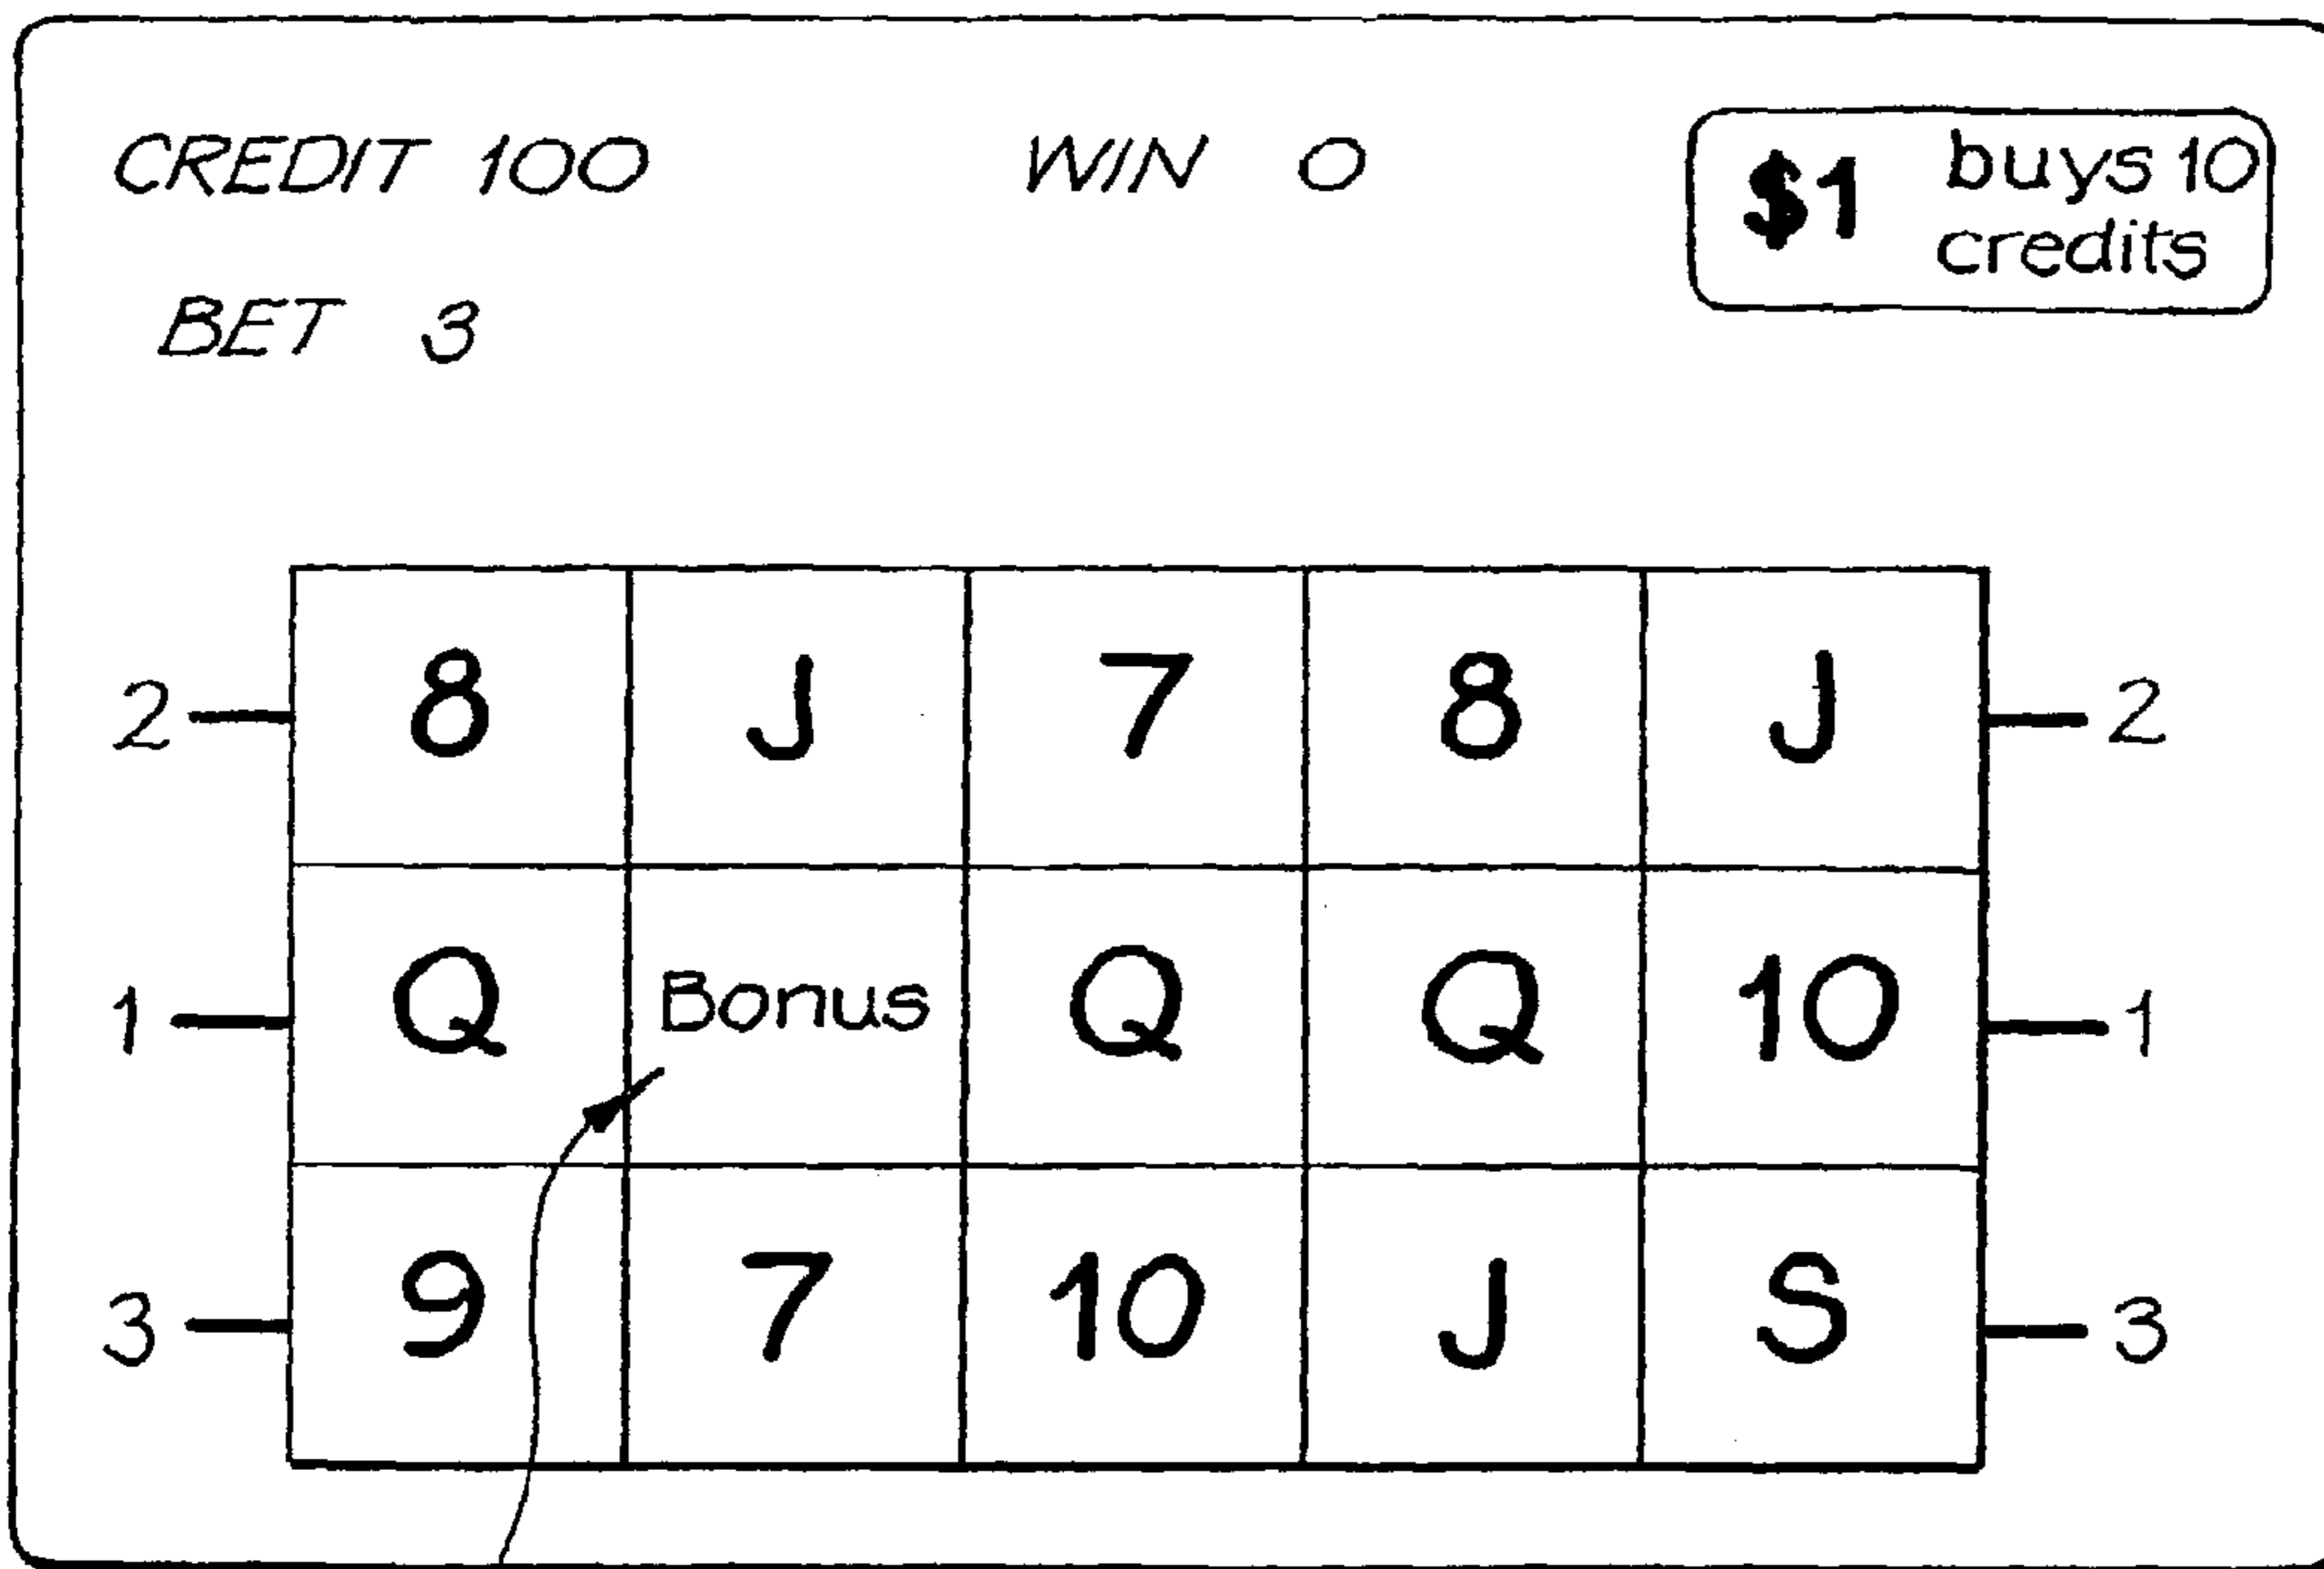 CREDIT 100 WIN 0 $1 buys 10
credits
BET 3
2 8 J 7 8 J 2
1 Q Bonus Q Q 10 1
3 9 7 10 J S 3